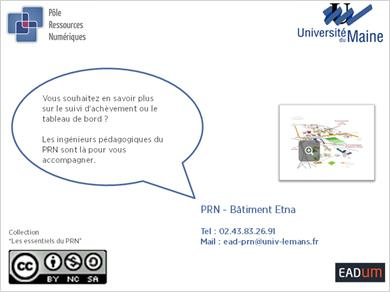 Pôle
Ressources
Numériques
Université
du Maine
Vous souhaitez en savoir plus
sur le suivi d'achèvement ou le
tableau de bord ?
Les ingénieurs pédagogiques du
PRN sont là pour vous
accompagner.
PRN - Bâtiment Etna
Tel : 02.43.83.26.91
Mail : ead-prn@univ-lemans.fr
Collection
"Les essentiels du PRN"
cc
BY NC SA
EADUM